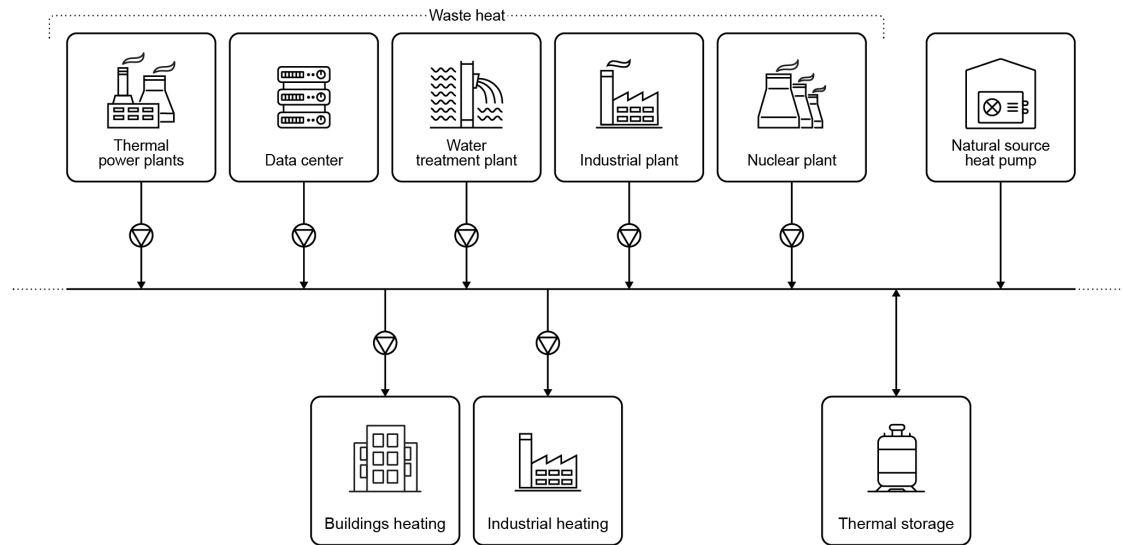 Waste heat
Thermal
power plants
Data center
Water
treatment plant
Industrial plant
Nuclear plant
Natural source
heat pump
Buildings heating
Industrial heating
Thermal storage